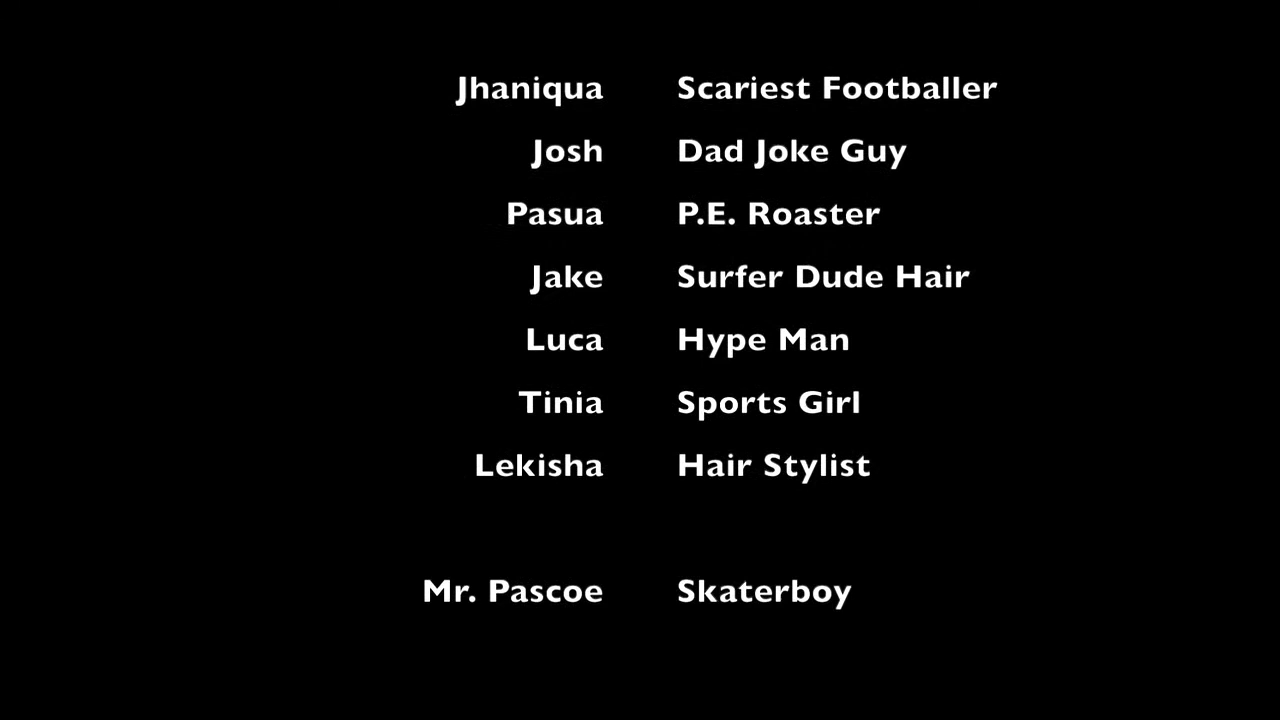 Jhaniqua Scariest Footballer
Josh Dad Joke Guy
Pasua P.E. Roaster
Jake Surfer Dude Hair
Luca Hype Man
Tinia Sports Girl
Lekisha Hair Stylist
Mr. Pascoe Skaterboy